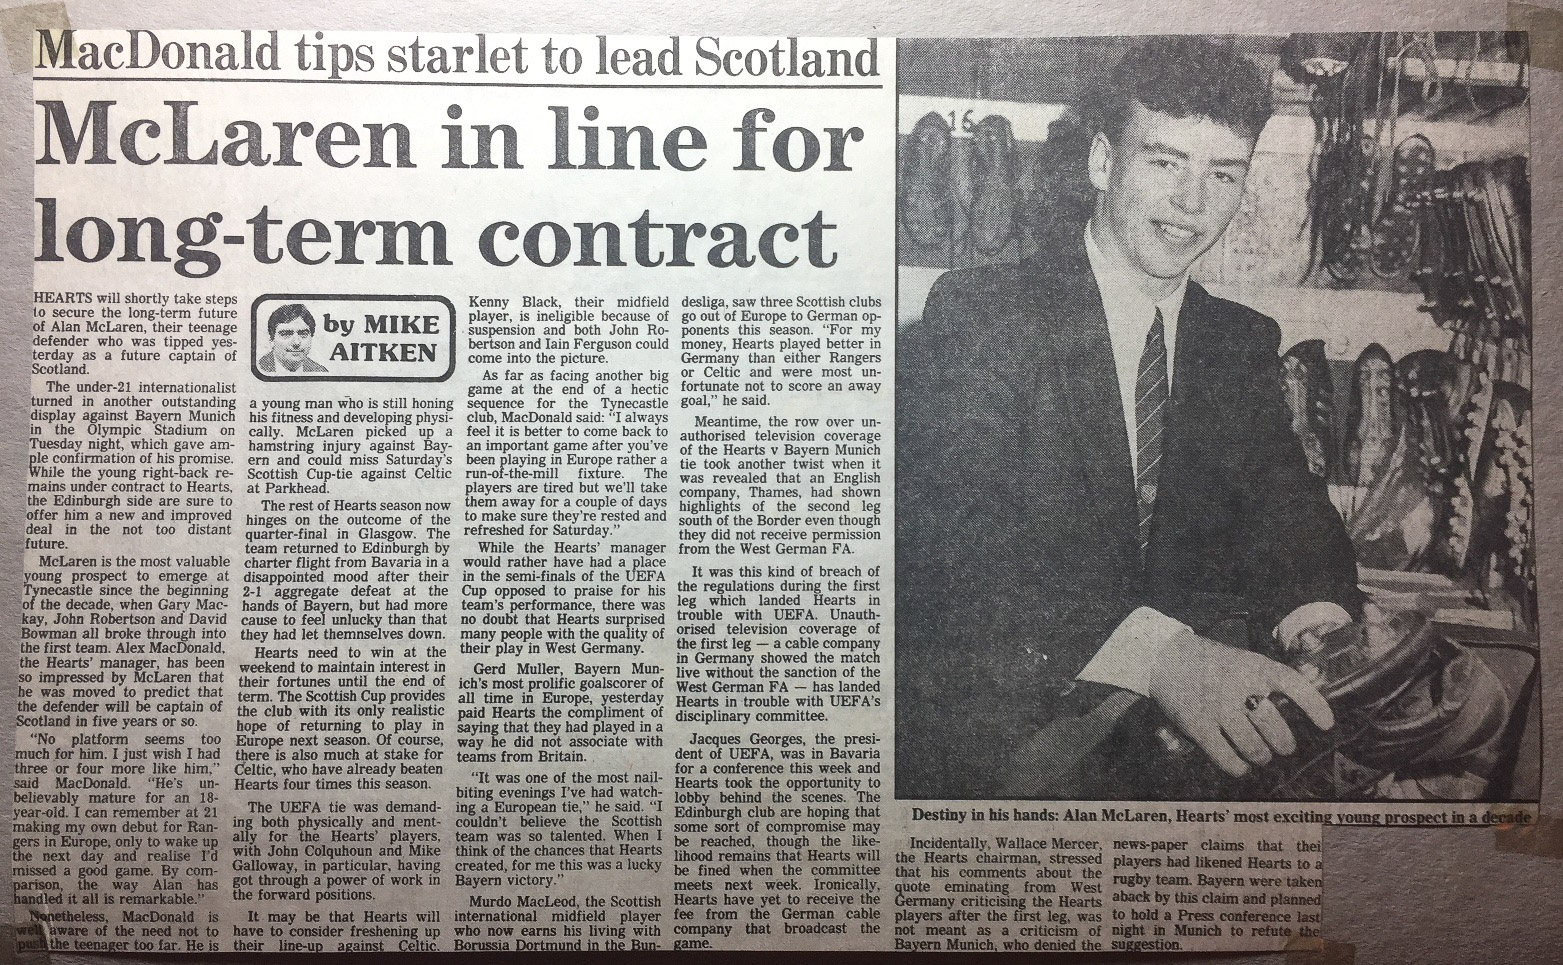 MacDonald tips starlet to lead Scotland
McLaren in line for
long-term contract
HEARTS will shortly take steps
to secure the long-term future
of Alan McLaren, their teenage
defender who was tipped yes-
terday as a future captain of
Scotland.
The under-21 internationalist
turned in another outstanding
display against Bayern Munich
in the Olympic Stadium on
Tuesday night, which gave am-
ple confirmation of his promise.
While the young right-back re-
mains under contract to Hearts,
the Edinburgh side are sure to
offer him a new and improved
deal in the not too distant
future.
McLaren is the most valuable
young prospect to emerge at
Tynecastle since the beginning
of the decade, when Gary Mac-
kay, John Robertson and David
Bowman all broke through into
the first team. Alex MacDonald,
the Hearts' manager, has been
so impressed by McLaren that
he was moved to predict that
the defender will be captain of
Scotland in five years or so.
"No platform seems too
much for him. I just wish I had
three or four more like him,"
said MacDonald. "He's un-
believably mature for an 18-
year-old. I can remember at 21
making my own debut for Ran-
gers in Europe, only to wake up
the next day and realise I'd
missed a good game. By com-
parison, the way Alan has
handled it all is remarkable."
Nonetheless, MacDonald is
well aware of the need not to
push the teenager too far. He is
by MIKE
AITKEN
a young man who is still honing
his fitness and developing physi-
cally. McLaren picked up a
hamstring injury against Bay-
ern and could miss Saturday's
Scottish Cup-tie against Celtic
at Parkhead.
The rest of Hearts season now
hinges on the outcome of the
quarter-final in Glasgow. The
team returned to Edinburgh by
charter flight from Bavaria in a
disappointed mood after their
2-1 aggregate defeat at the
hands of Bayern, but had more
cause to feel unlucky than that
they had let themnselves down.
Hearts need to win at the
weekend to maintain interest in
their fortunes until the end of
term. The Scottish Cup provides
the club with its only realistic
hope of returning to play in
Europe next season. Of course,
there is also much at stake for
Celtic, who have already beaten
Hearts four times this season.
The UEFA tie was demand-
ing both physically and ment-
ally for the Hearts' players,
with John Colquhoun and Mike
Galloway, in particular, having
got through a power of work in
the forward positions.
It may be that Hearts will
have to consider freshening up
their line-up against Celtic.
Kenny Black, their midfield
player, is ineligible because of
suspension and both John Ro-
bertson and Iain Ferguson could
come into the picture.
As far as facing another big
game at the end of a hectic
sequence for the Tynecastle
club, MacDonald said: "I always
feel it is better to come back to
an important game after you've
been playing in Europe rather a
run-of-the-mill fixture. The
players are tired but we'll take
them away for a couple of days
to make sure they're rested and
refreshed for Saturday."
While the Hearts' manager
would rather have had a place
in the semi-finals of the UEFA
Cup opposed to praise for his
team's performance, there was
no doubt that Hearts surprised
many people with the quality of
their play in West Germany.
Gerd Muller, Bayern Mun-
ich's most prolific goalscorer of
all time in Europe, yesterday
paid Hearts the compliment of
saying that they had played in a
way he did not associate with
teams from Britain.
"It was one of the most nail-
biting evenings I've had watch-
ing a European tie," he said. "I
couldn't believe the Scottish
team was so talented. When I
think of the chances that Hearts
created, for me this was a lucky
Bayern victory."
Murdo MacLeod, the Scottish
international midfield player
who now earns his living with
Borussia Dortmund in the Bun-
desliga, saw three Scottish clubs
go out of Europe to German op-
ponents this season. "For my
money, Hearts played better in
Germany than either Rangers
or Celtic and were most un-
fortunate not to score an away
goal," he said.
Meantime, the row over un-
authorised television coverage
of the Hearts v Bayern Munich
tie took another twist when it
was revealed that an English
company, Thames, had shown
highlights of the second leg
south of the Border even though
they did not receive permission
from the West German FA.
It was this kind of breach of
the regulations during the first
leg which landed Hearts in
trouble with UEFA. Unauth-
orised television coverage of
the first leg — a cable company
in Germany showed the match
live without the sanction of the
West German FA — has landed
Hearts in trouble with UEFA's
disciplinary committee.
Jacques Georges, the presi-
dent of UEFA, was in Bavaria
for a conference this week and
Hearts took the opportunity to
lobby behind the scenes. The
Edinburgh club are hoping that
some sort of compromise may
be reached, though the like-
lihood remains that Hearts will
be fined when the committee
meets next week. Ironically,
Hearts have yet to receive the
fee from the German cable
company that broadcast the
game.
16
Destiny in his hands: Alan McLaren, Hearts' most exciting young prospect in a decade
Incidentally, Wallace Mercer,
the Hearts chairman, stressed
that his comments about the
quote eminating from West
Germany criticising the Hearts
players after the first leg, was
not meant as a criticism of
Bayern Munich, who denied the
news-paper claims that thei
players had likened Hearts to a
rugby team. Bayern were taken
aback by this claim and planned
to hold a Press conference last
night in Munich to refute the
suggestion.